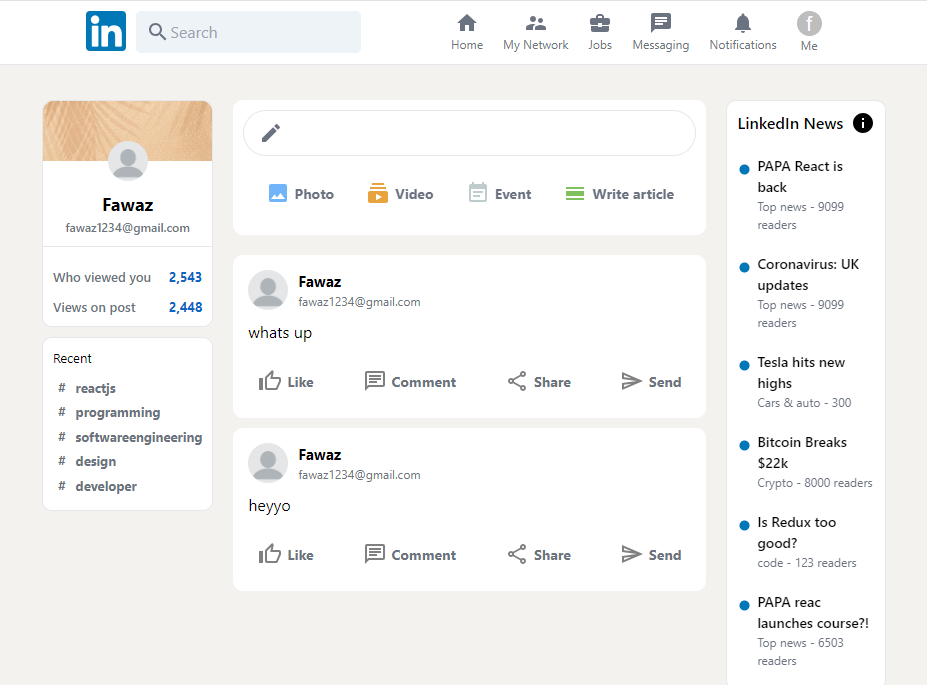 in
Search
Home
My Network
Jobs
Messaging
Notifications
f
Me
Fawaz
fawaz1234@gmail.com
Who viewed you 2,543
Views on post 2,448
Recent
# reactjs
# programming
# softwareengineering
# design
# developer
Photo
Video
Event
Write article
Fawaz
fawaz1234@gmail.com
whats up
Like
Comment
Share
Send
Fawaz
fawaz1234@gmail.com
heyyo
Like
Comment
Share
Send
LinkedIn News
PAPA React is
back
Top news - 9099
readers
Coronavirus: UK
updates
Top news - 9099
readers
Tesla hits new
highs
Cars & auto - 300
Bitcoin Breaks
$22k
Crypto - 8000 readers
Is Redux too
good?
code - 123 readers
PAPA reac
launches course?!
Top news - 6503
readers